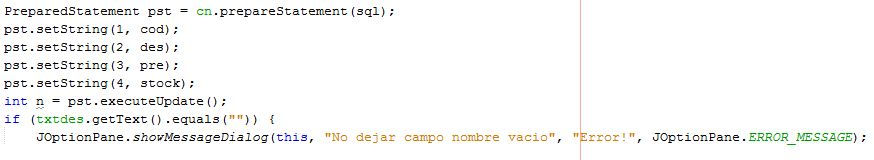 PreparedStatement pst = cn.prepareStatement(sql);
pst.setString(1, cod);
pst.setString(2, des);
pst.setString(3, pre);
pst.setString(4, stock);
int n = pst.executeUpdate();
if (txtdes.getText().equals("")) {
    JOptionPane.showMessageDialog(this, "No dejar campo nombre vacio", "Error!", JOptionPane.ERROR_MESSAGE);